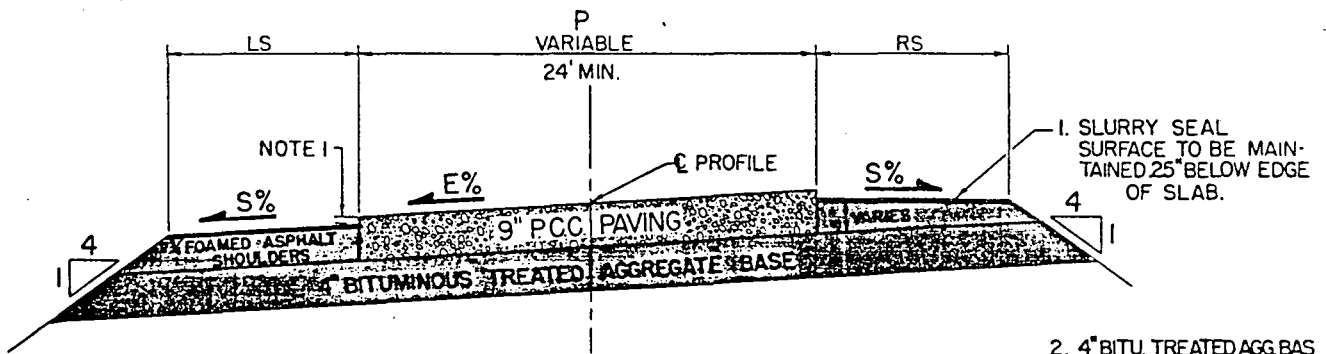 P
LS
VARIABLE
RS
24' MIN.
NOTE 1
℄ PROFILE
1. SLURRY SEAL
SURFACE TO BE MAIN-
TAINED .25" BELOW EDGE
OF SLAB.
S%
E%
S%
4
1
4
1
9" P.C.C. PAVING
VARIES
FOAMED ASPHALT
SHOULDERS
4" BITUMINOUS TREATED AGGREGATE BASE
2. 4" BITU. TREATED AGG. BAS